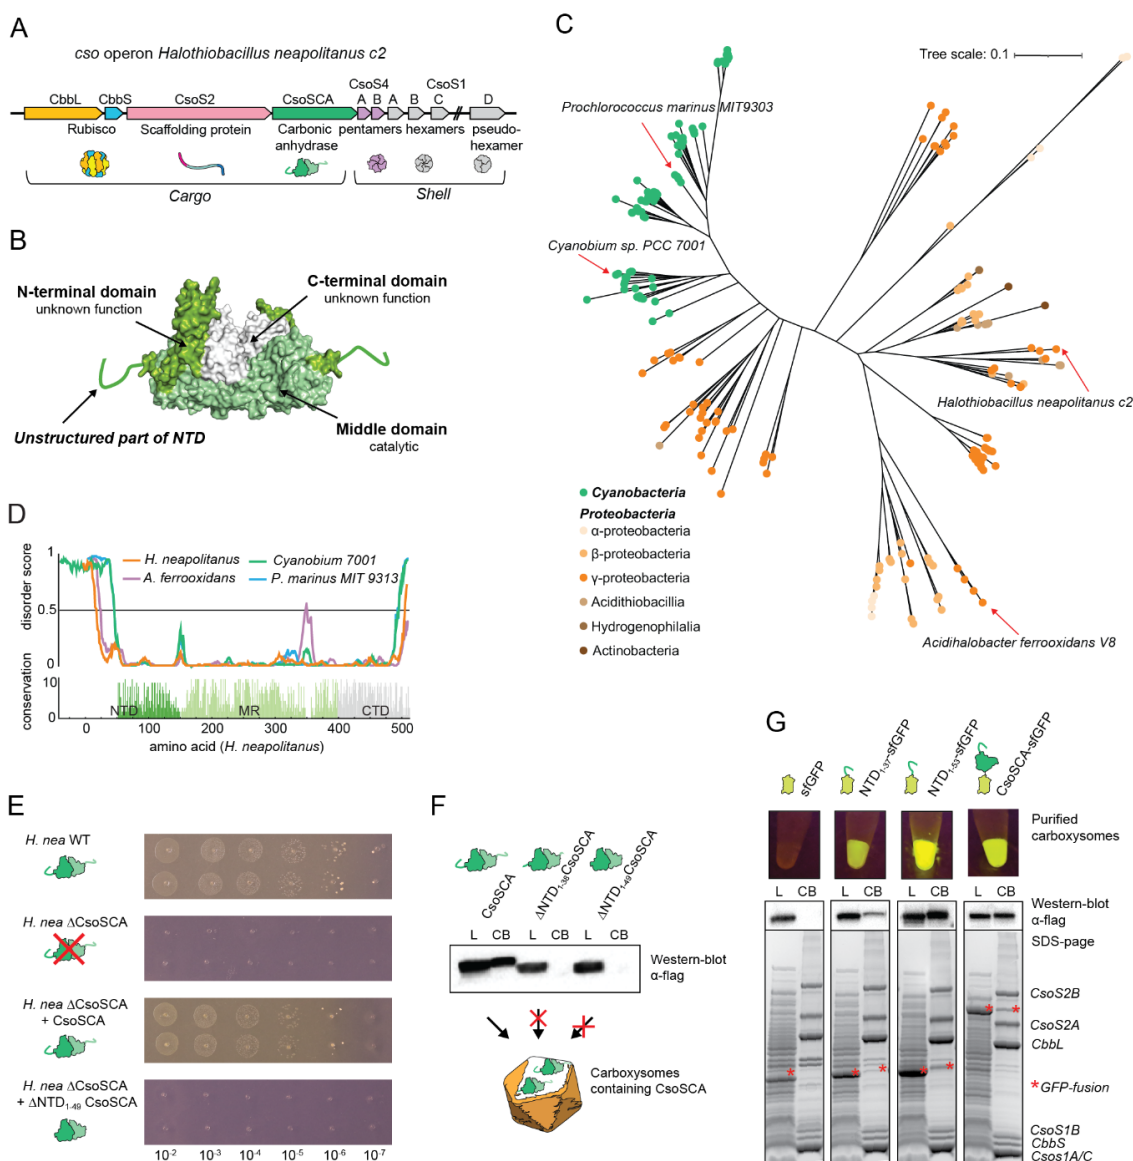 A
cso operon Halothiobacillus neapolitanus c2
CbbL CbbS CsoS2 CsoSCA CsoS4 CsoS1
A B A B C D
Rubisco Scaffolding protein Carbonic anhydrase pentamers hexamers pseudo-hexamer
Cargo Shell
B
N-terminal domain
unknown function
C-terminal domain
unknown function
Unstructured part of NTD
Middle domain
catalytic
C
Tree scale: 0.1
Prochlorococcus marinus MIT9303
Cyanobium sp. PCC 7001
Halothiobacillus neapolitanus c2
Acidihalobacter ferrooxidans V8
Cyanobacteria
Proteobacteria
α-proteobacteria
β-proteobacteria
γ-proteobacteria
Acidithiobacillia
Hydrogenophilalia
Actinobacteria
D
disorder score
1
0.5
0
H. neapolitanus Cyanobium 7001
A. ferrooxidans P. marinus MIT 9313
conservation
10
5
0
NTD MR CTD
0 100 200 300 400 500
amino acid (H. neapolitanus)
E
H. nea WT
H. nea ΔCsoSCA
H. nea ΔCsoSCA
+ CsoSCA
H. nea ΔCsoSCA
+ ΔNTD1-49 CsoSCA
10-2 10-3 10-4 10-5 10-6 10-7
F
CsoSCA
ΔNTD1-38CsoSCA
ΔNTD1-49CsoSCA
L CB L CB L CB
Western-blot
α-flag
Carboxysomes
containing CsoSCA
G
sfGFP
NTD1-37-sfGFP
NTD1-53-sfGFP
CsoSCA-sfGFP
Purified
carboxysomes
L CB L CB L CB L CB
Western-blot
α-flag
SDS-page
CsoS2B
CsoS2A
CbbL
*GFP-fusion
CsoS1B
CbbS
Csos1A/C